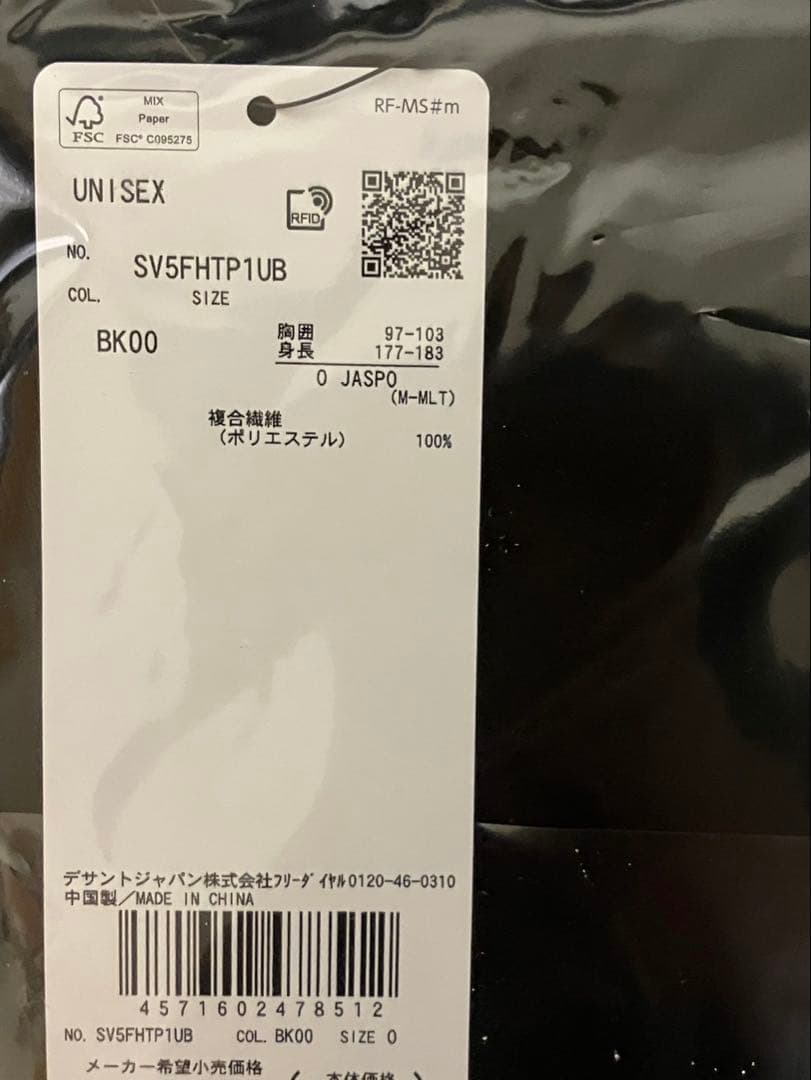 MIX
Paper
FSC
FSC® C095275
RF-MS#m
UNISEX
RFID
NO.
SV5FHTP1UB
COL.
SIZE
BK00
胸囲 97-103
身長 177-183
O JASPO
(M-MLT)
複合繊維
(ポリエステル) 100%
デサントジャパン株式会社ﾌﾘｰﾀﾞｲﾔﾙ0120-46-0310
中国製/MADE IN CHINA
4571602478512
NO. SV5FHTP1UB COL. BK00 SIZE O
メーカー希望小売価格
(本体価格)